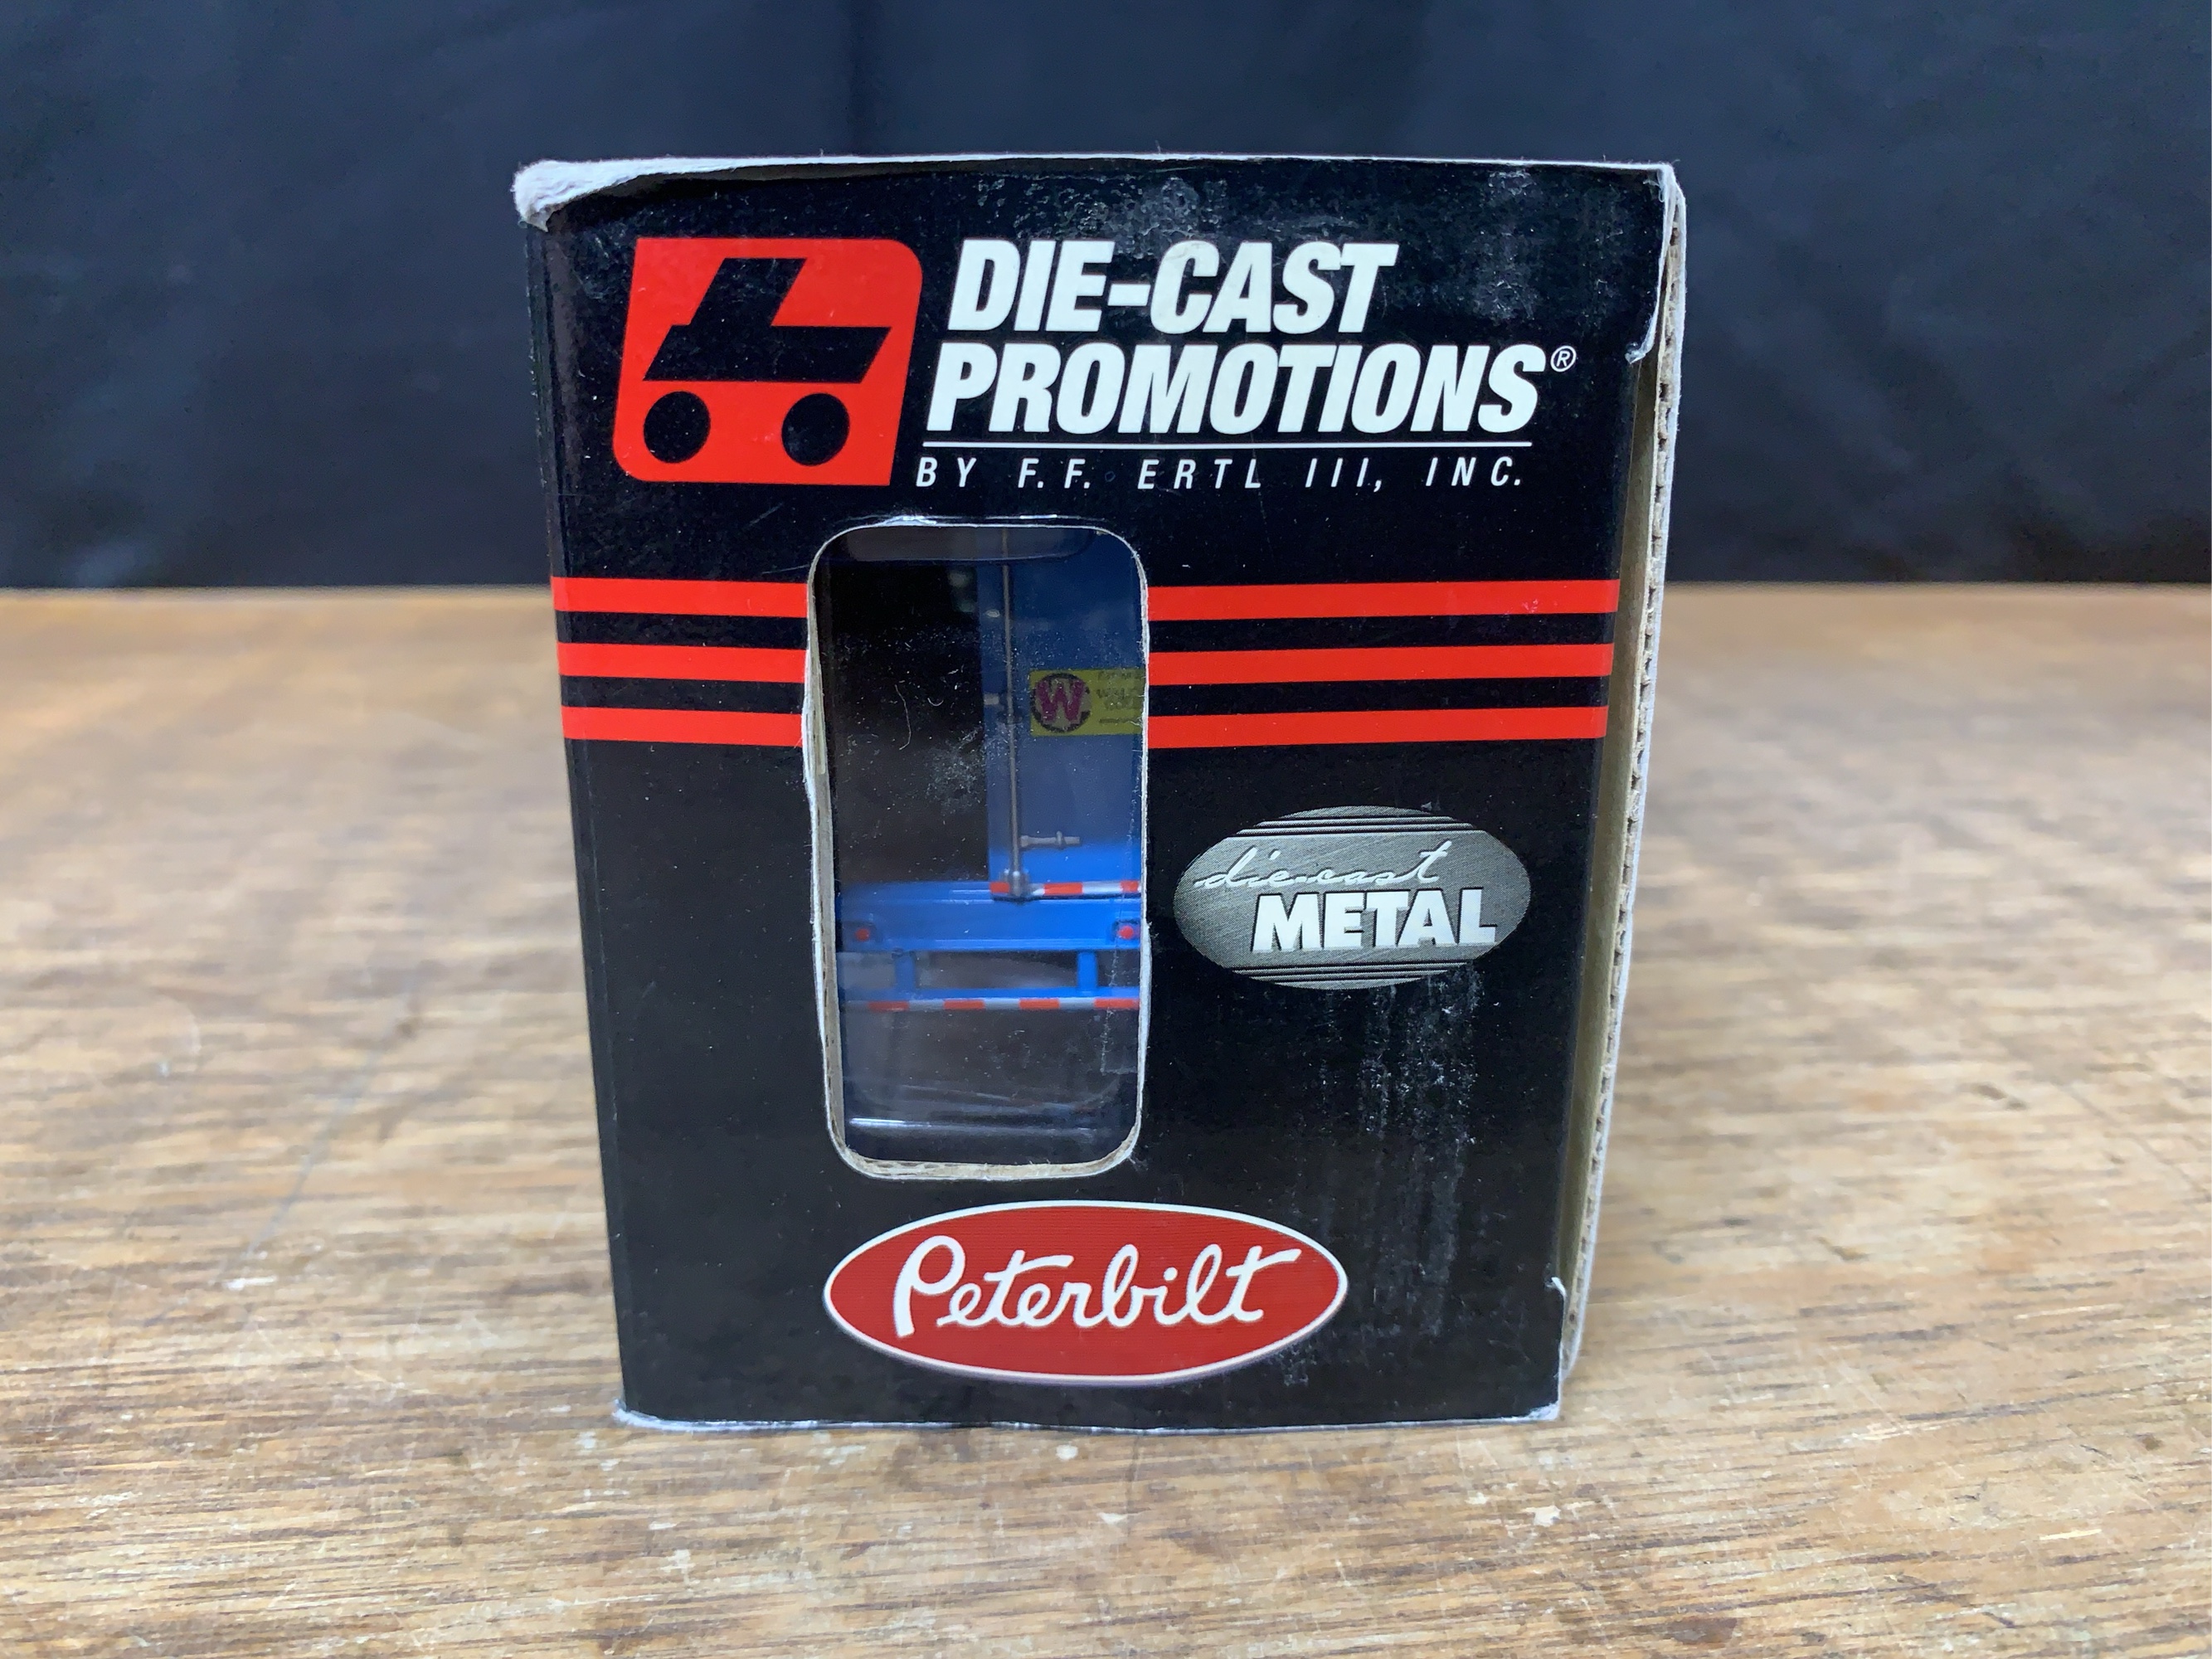 DIE-CAST
PROMOTIONS®
BY F.F. ERTL III, INC.
W
die-cast
METAL
Peterbilt